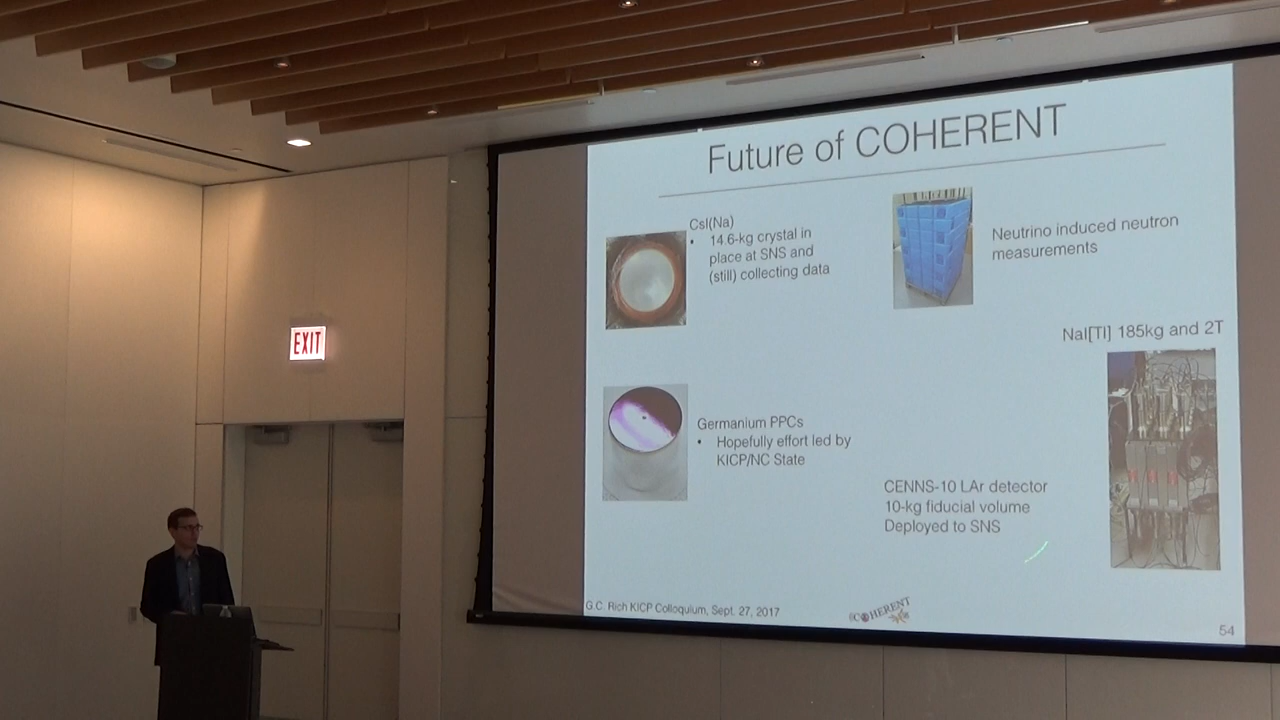 Future of COHERENT
CsI(Na)
• 14.6-kg crystal in
place at SNS and
(still) collecting data
Neutrino induced neutron
measurements
NaI[Tl] 185kg and 2T
EXIT
Germanium PPCs
• Hopefully effort led by
KICP/NC State
CENNS-10 LAr detector
10-kg fiducial volume
Deployed to SNS
G.C. Rich KICP Colloquium, Sept. 27, 2017
COHERENT
54